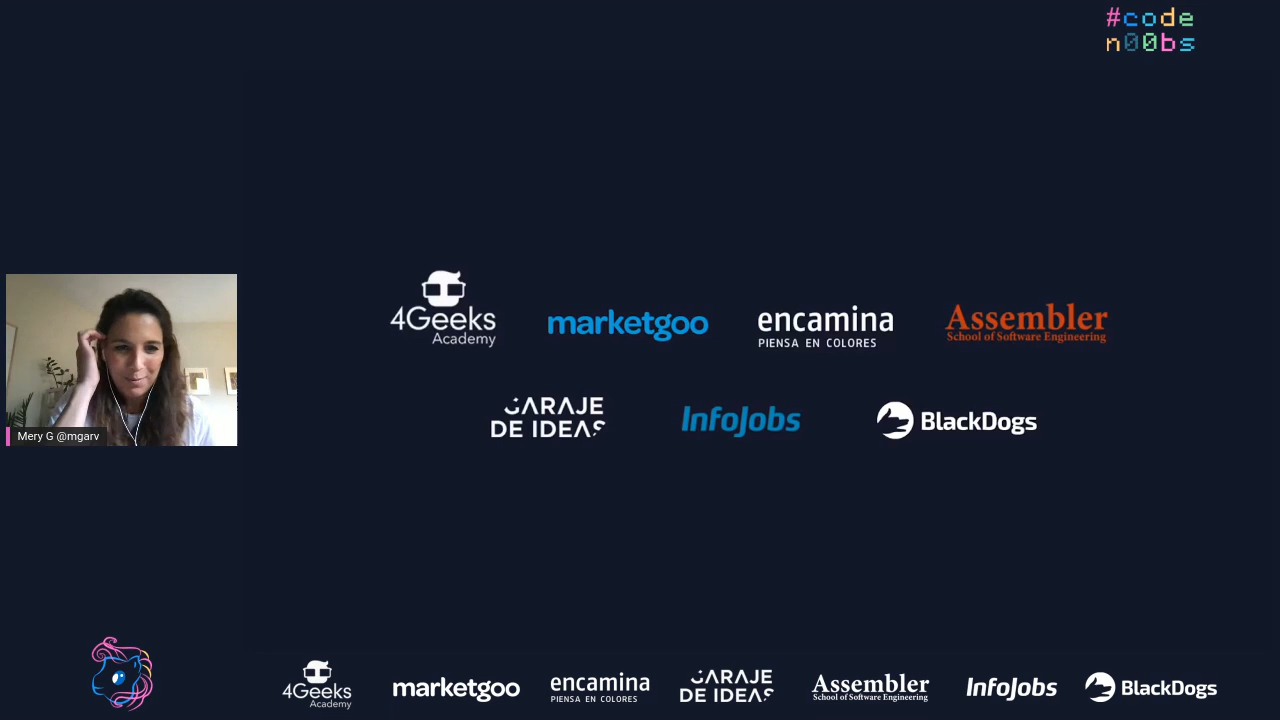 #code
n00bs
4Geeks
Academy
marketgoo
encamina
PIENSA EN COLORES
Assembler
School of Software Engineering
GARAJE
DE IDEAS
InfoJobs
BlackDogs
Mery G @mgarv
4Geeks
Academy
marketgoo
encamina
PIENSA EN COLORES
GARAJE
DE IDEAS
Assembler
School of Software Engineering
InfoJobs
BlackDogs